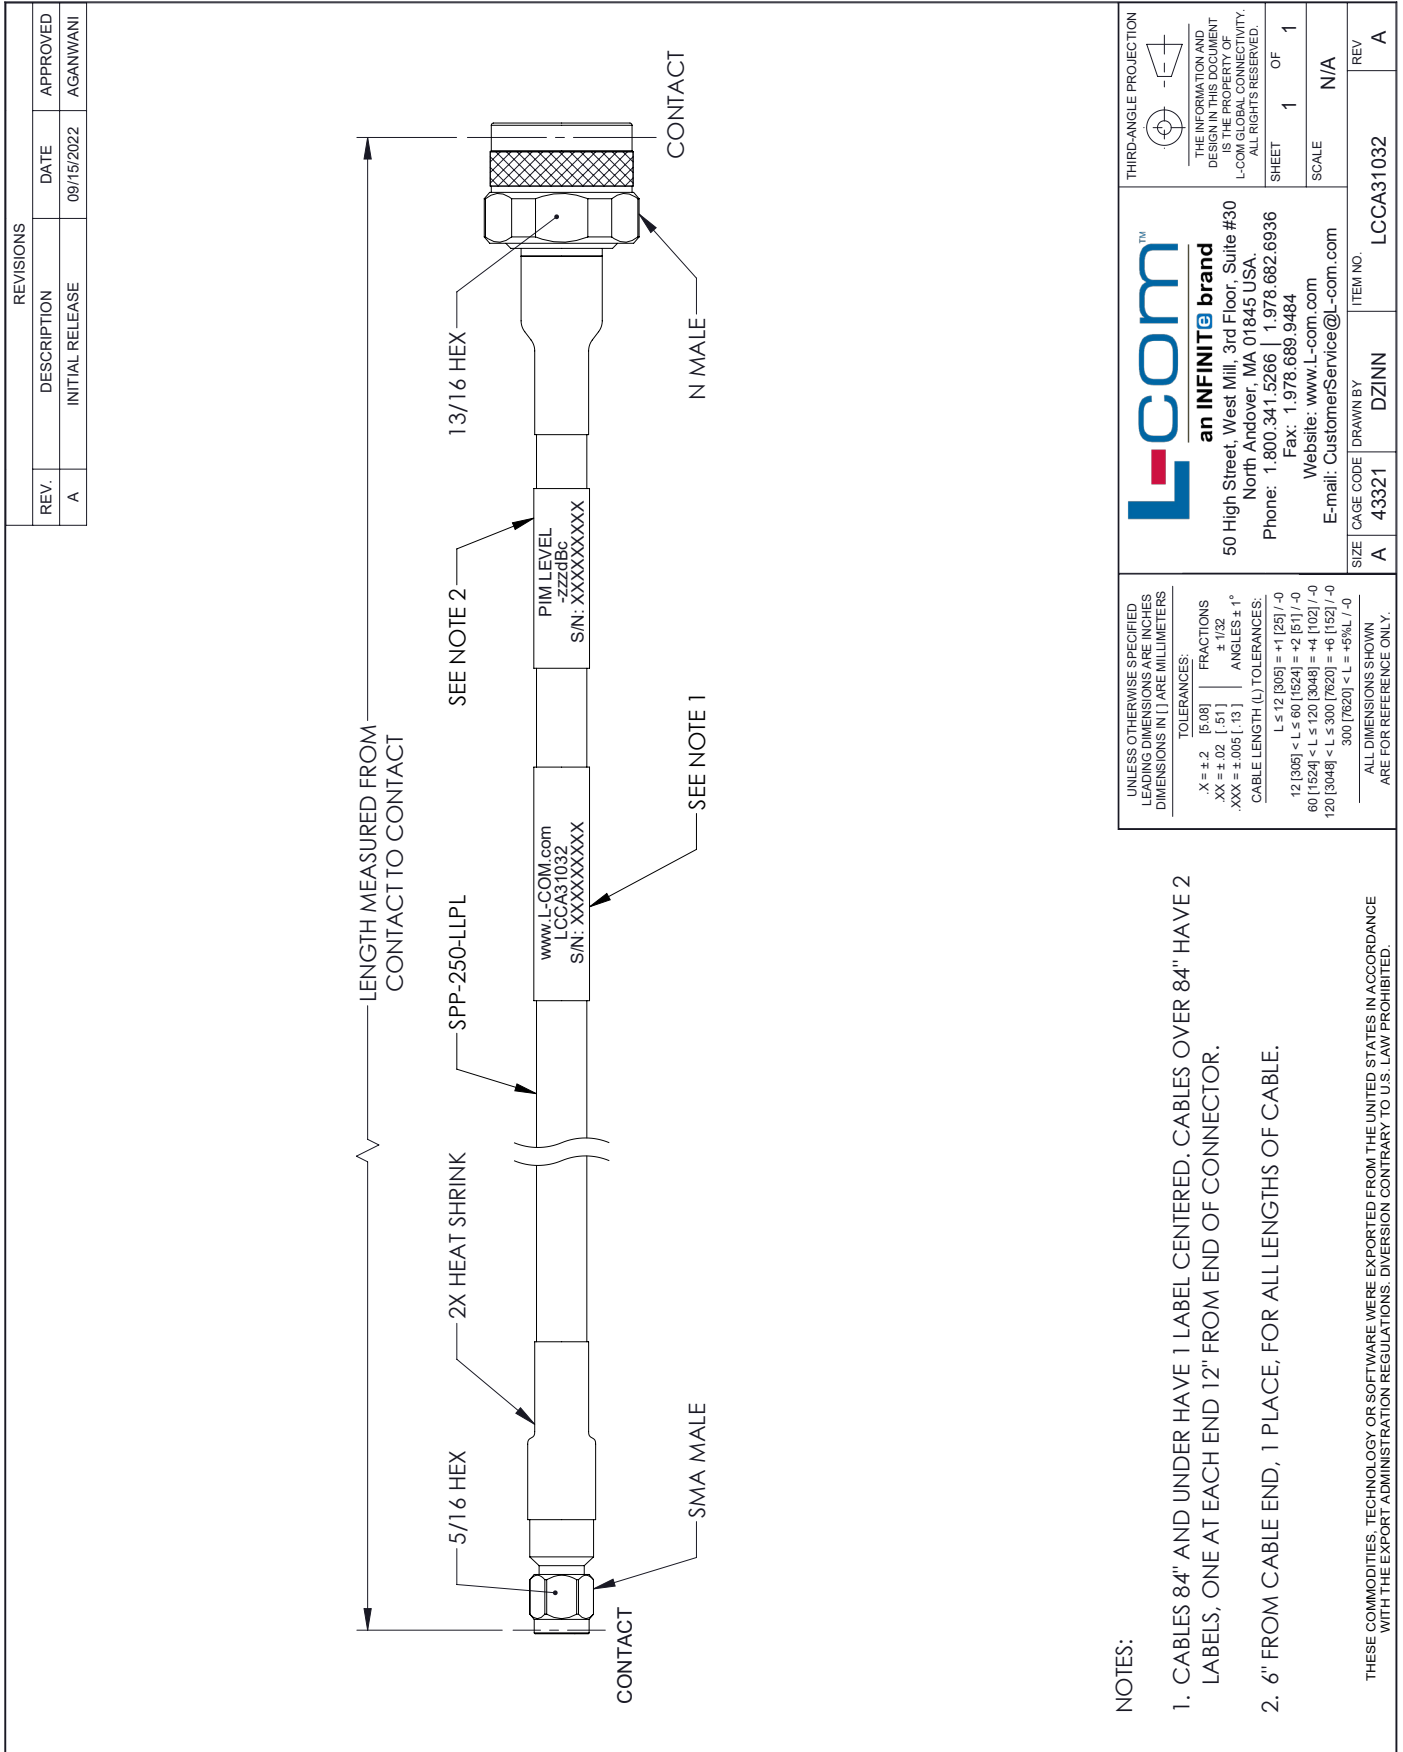 REVISIONS
REV.
DESCRIPTION
DATE
APPROVED
A
INITIAL RELEASE
09/15/2022
AGANWANI
LENGTH MEASURED FROM
CONTACT TO CONTACT
5/16 HEX
2X HEAT SHRINK
SPP-250-LLPL
SEE NOTE 2
13/16 HEX
www.L-COM.com
LCCA31032
S/N: XXXXXXXXX
PIM LEVEL
-zzzdBc
S/N: XXXXXXXXX
CONTACT
SMA MALE
SEE NOTE 1
N MALE
CONTACT
NOTES:
1. CABLES 84" AND UNDER HAVE 1 LABEL CENTERED. CABLES OVER 84" HAVE 2
LABELS, ONE AT EACH END 12" FROM END OF CONNECTOR.
2. 6" FROM CABLE END, 1 PLACE, FOR ALL LENGTHS OF CABLE.
THESE COMMODITIES, TECHNOLOGY OR SOFTWARE WERE EXPORTED FROM THE UNITED STATES IN ACCORDANCE
WITH THE EXPORT ADMINISTRATION REGULATIONS. DIVERSION CONTRARY TO U.S. LAW PROHIBITED.
UNLESS OTHERWISE SPECIFIED
LEADING DIMENSIONS ARE INCHES
DIMENSIONS IN [ ] ARE MILLIMETERS
TOLERANCES:
.X = ±.2 [5.08]
FRACTIONS
.XX = ±.02 [.51]
± 1/32
.XXX = ±.005 [.13]
ANGLES ± 1°
CABLE LENGTH (L) TOLERANCES:
L ≤ 12 [305] = +1 [25] / -0
12 [305] < L ≤ 60 [1524] = +2 [51] / -0
60 [1524] < L ≤ 120 [3048] = +4 [102] / -0
120 [3048] < L ≤ 300 [7620] = +6 [152] / -0
300 [7620] < L = +5%L / -0
ALL DIMENSIONS SHOWN
ARE FOR REFERENCE ONLY.
L-com™
an INFINITe brand
50 High Street, West Mill, 3rd Floor, Suite #30
North Andover, MA 01845 USA.
Phone: 1.800.341.5266 | 1.978.682.6936
Fax: 1.978.689.9484
Website: www.L-com.com
E-mail: CustomerService@L-com.com
THIRD-ANGLE PROJECTION
THE INFORMATION AND
DESIGN IN THIS DOCUMENT
IS THE PROPERTY OF
L-COM GLOBAL CONNECTIVITY.
ALL RIGHTS RESERVED.
SHEET
1 OF 1
SCALE
N/A
SIZE
A
CAGE CODE
43321
DRAWN BY
DZINN
ITEM NO.
LCCA31032
REV
A